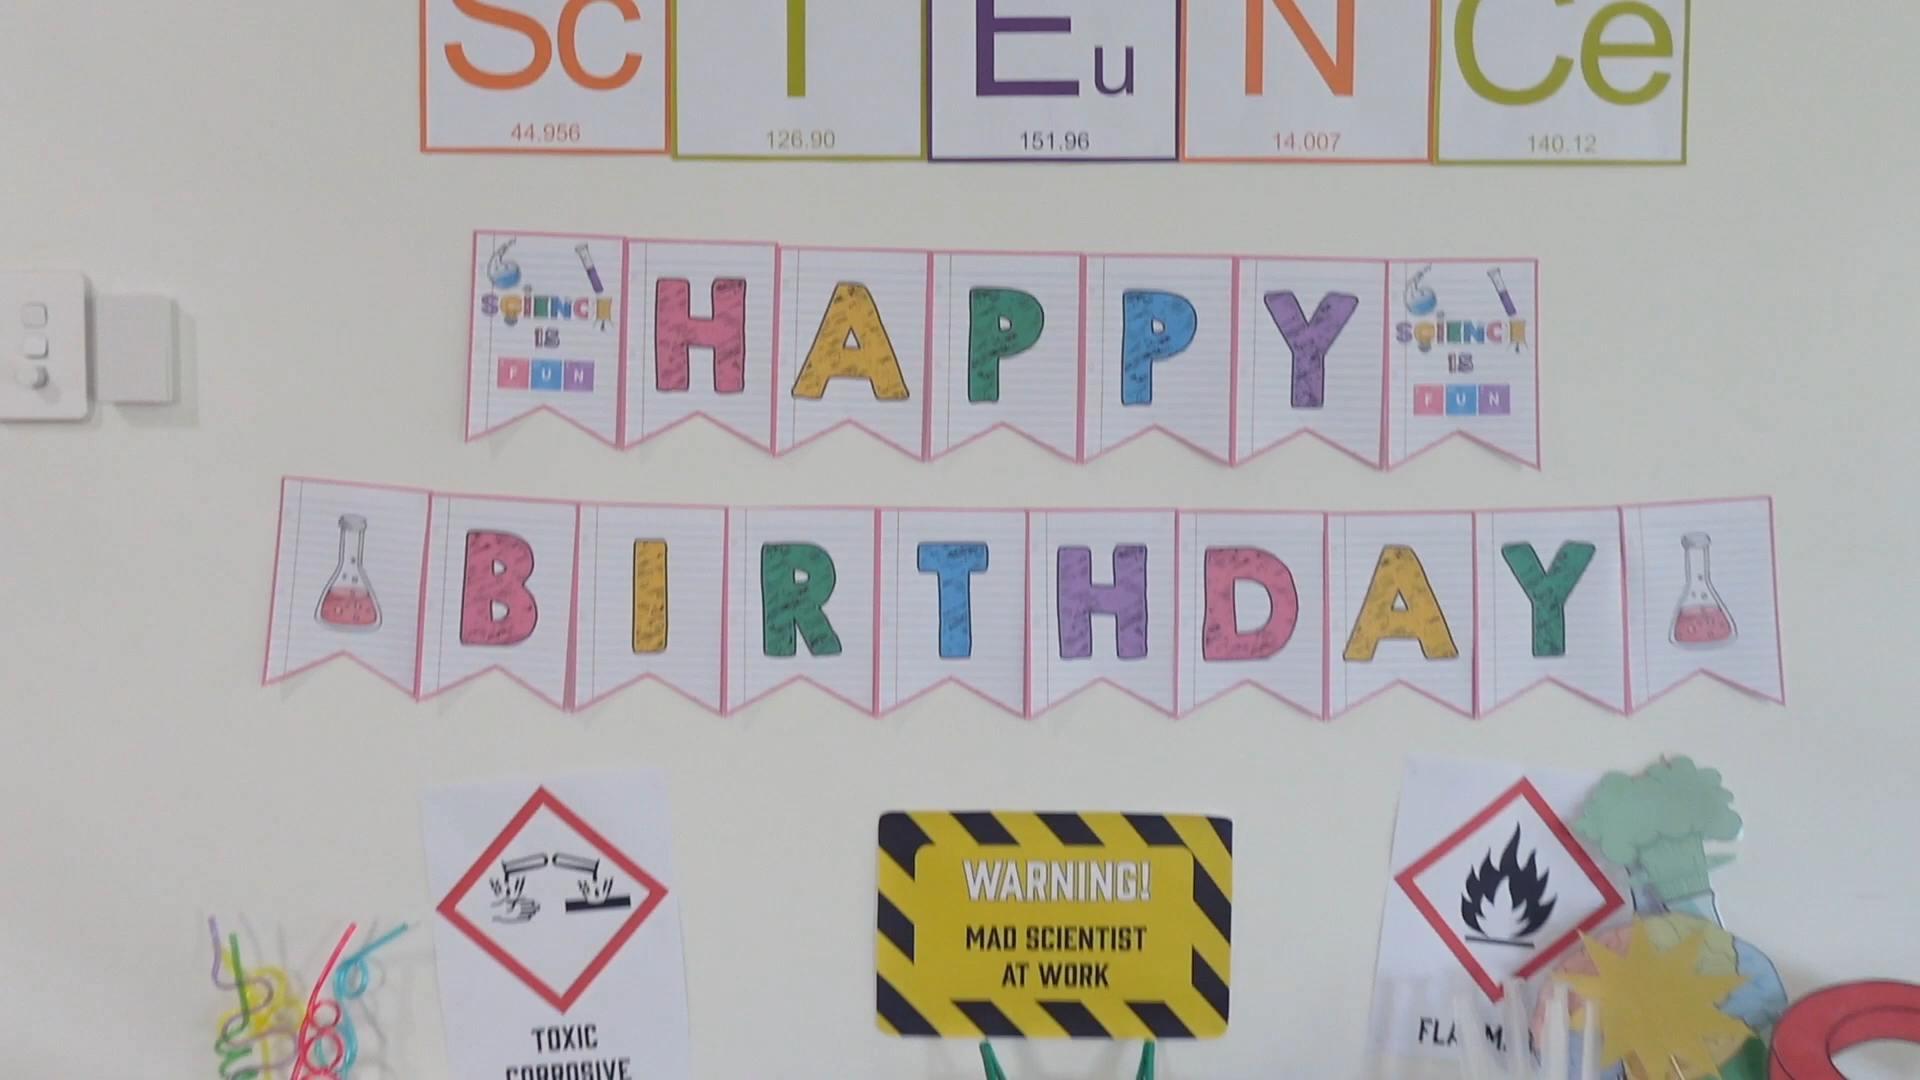 Sc I Eu N Ce
44.956 126.90 151.96 14.007 140.12
SCIENCE HAPPY SCIENCE
IS IS
FUN FUN
BIRTHDAY
WARNING!
MAD SCIENTIST
AT WORK
TOXIC
CORROSIVE